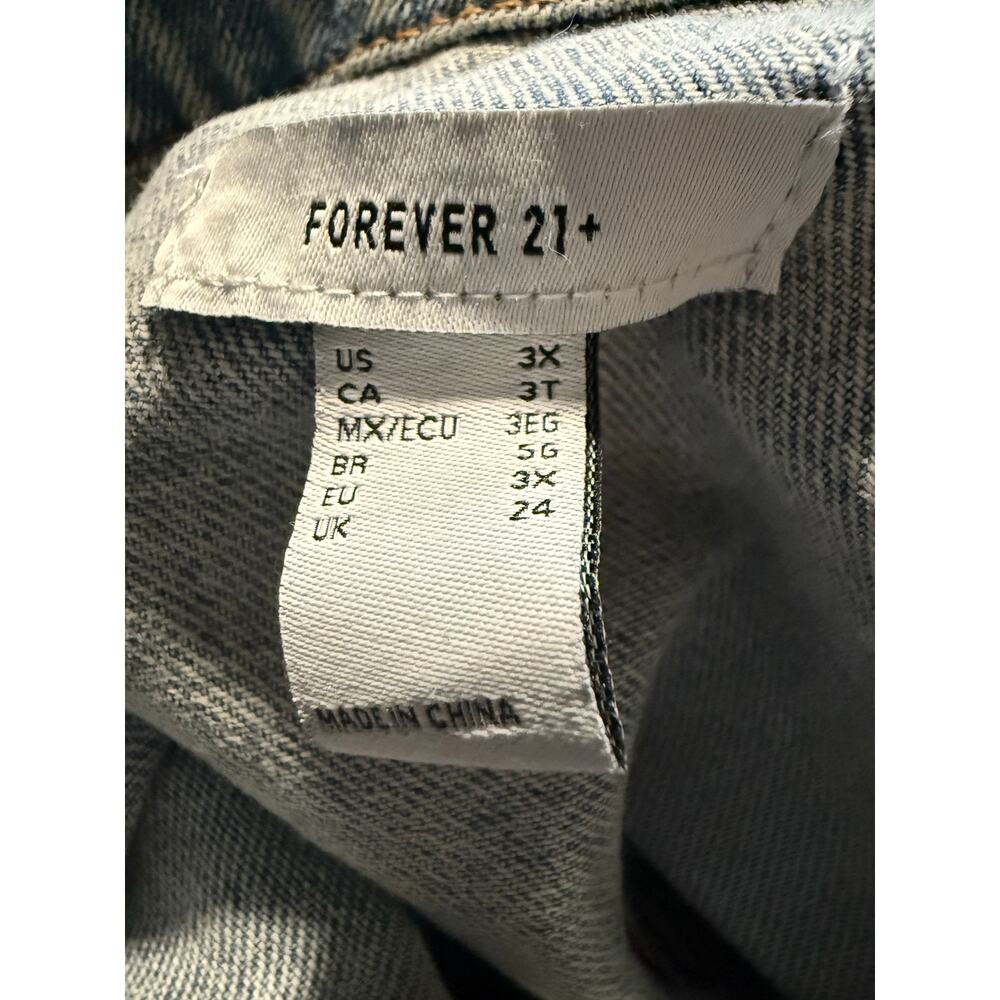 FOREVER 21+
US 3X
CA 3T
MX/ECU 3EG
BR 5G
EU 3X
UK 24
MADE IN CHINA